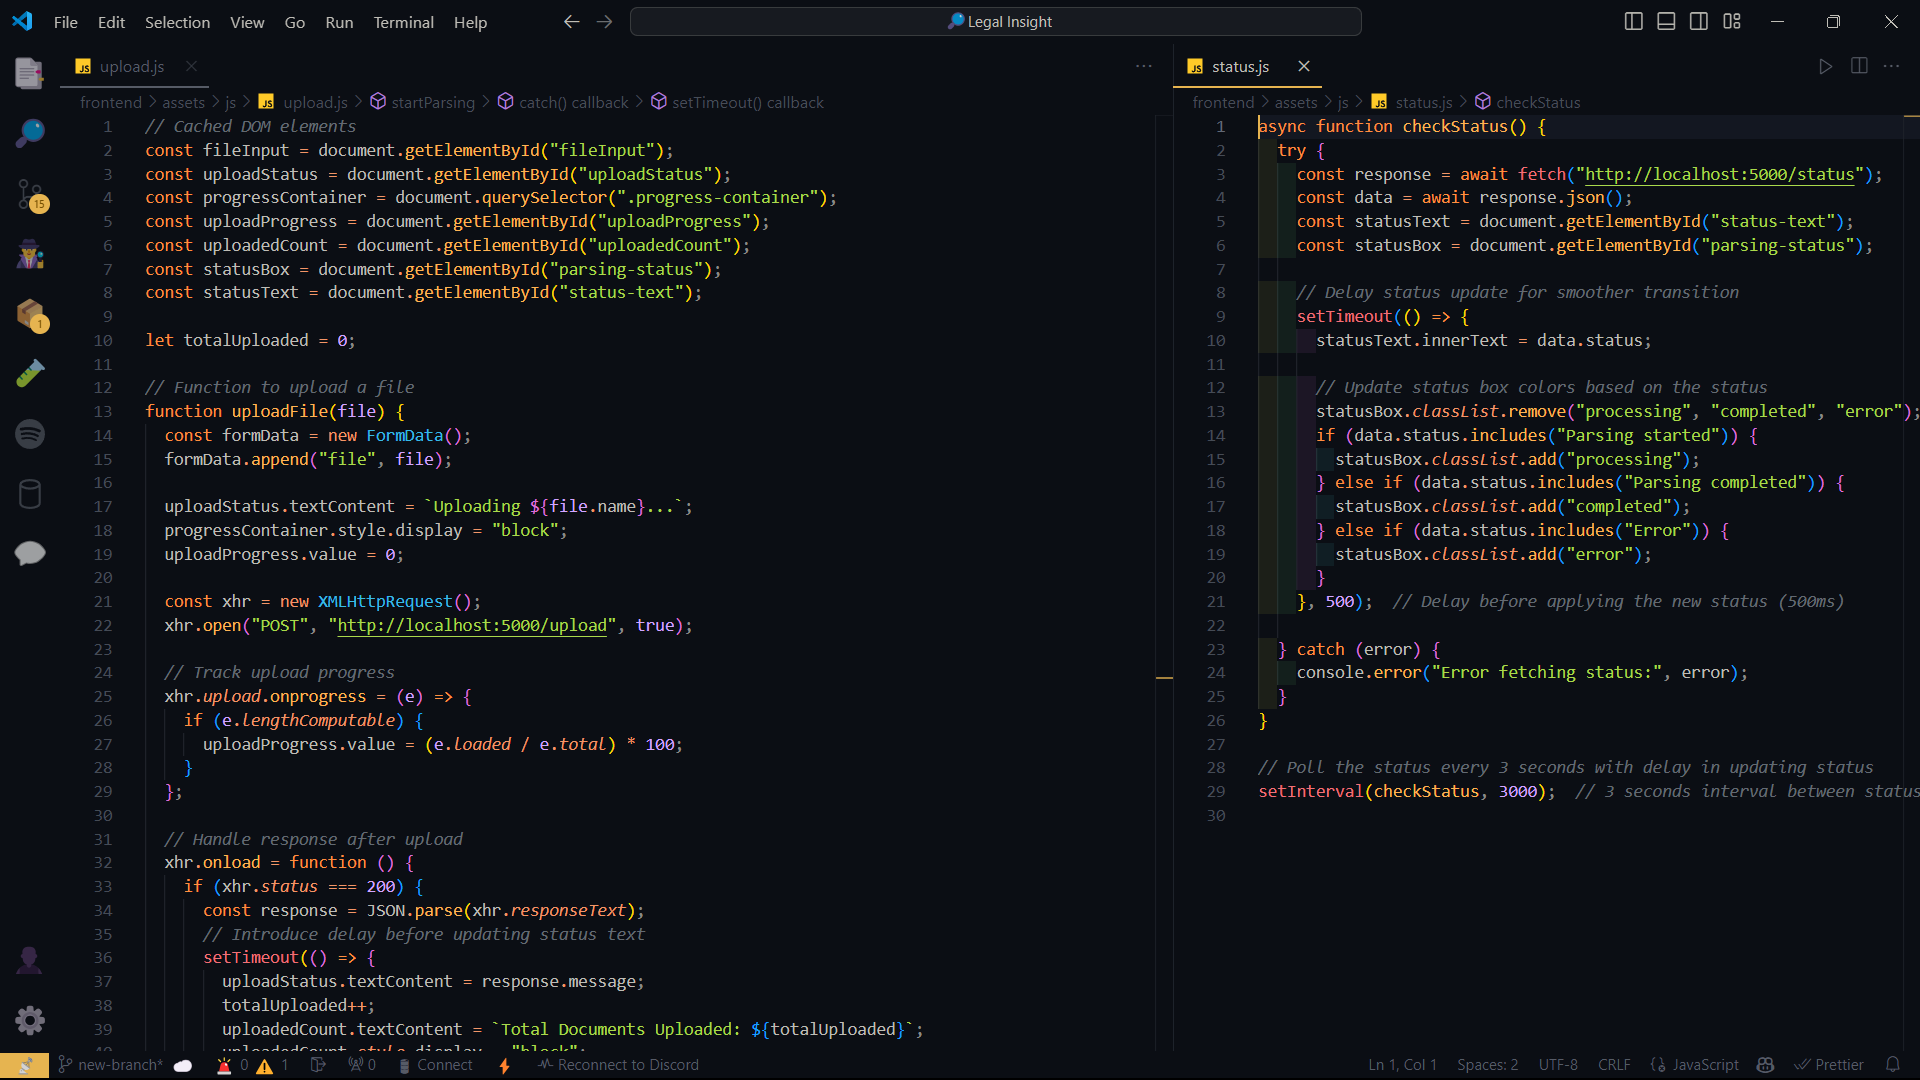 File Edit Selection View Go Run Terminal Help
Legal Insight
JS upload.js
frontend > assets > js > JS upload.js > startParsing > catch() callback > setTimeout() callback
1 // Cached DOM elements
2 const fileInput = document.getElementById("fileInput");
3 const uploadStatus = document.getElementById("uploadStatus");
4 const progressContainer = document.querySelector(".progress-container");
5 const uploadProgress = document.getElementById("uploadProgress");
6 const uploadedCount = document.getElementById("uploadedCount");
7 const statusBox = document.getElementById("parsing-status");
8 const statusText = document.getElementById("status-text");
9
10 let totalUploaded = 0;
11
12 // Function to upload a file
13 function uploadFile(file) {
14 const formData = new FormData();
15 formData.append("file", file);
16
17 uploadStatus.textContent = `Uploading ${file.name}...`;
18 progressContainer.style.display = "block";
19 uploadProgress.value = 0;
20
21 const xhr = new XMLHttpRequest();
22 xhr.open("POST", "http://localhost:5000/upload", true);
23
24 // Track upload progress
25 xhr.upload.onprogress = (e) => {
26 if (e.lengthComputable) {
27 uploadProgress.value = (e.loaded / e.total) * 100;
28 }
29 };
30
31 // Handle response after upload
32 xhr.onload = function () {
33 if (xhr.status === 200) {
34 const response = JSON.parse(xhr.responseText);
35 // Introduce delay before updating status text
36 setTimeout(() => {
37 uploadStatus.textContent = response.message;
38 totalUploaded++;
39 uploadedCount.textContent = `Total Documents Uploaded: ${totalUploaded}`;
40 uploadedCount.style.display = "block";
JS status.js
frontend > assets > js > JS status.js > checkStatus
1 async function checkStatus() {
2 try {
3 const response = await fetch("http://localhost:5000/status");
4 const data = await response.json();
5 const statusText = document.getElementById("status-text");
6 const statusBox = document.getElementById("parsing-status");
7
8 // Delay status update for smoother transition
9 setTimeout(() => {
10 statusText.innerText = data.status;
11
12 // Update status box colors based on the status
13 statusBox.classList.remove("processing", "completed", "error");
14 if (data.status.includes("Parsing started")) {
15 statusBox.classList.add("processing");
16 } else if (data.status.includes("Parsing completed")) {
17 statusBox.classList.add("completed");
18 } else if (data.status.includes("Error")) {
19 statusBox.classList.add("error");
20 }
21 }, 500); // Delay before applying the new status (500ms)
22
23 } catch (error) {
24 console.error("Error fetching status:", error);
25 }
26 }
27
28 // Poll the status every 3 seconds with delay in updating status
29 setInterval(checkStatus, 3000); // 3 seconds interval between status
30
15
1
new-branch* 0 1 0 Connect Reconnect to Discord Ln 1, Col 1 Spaces: 2 UTF-8 CRLF JavaScript Prettier